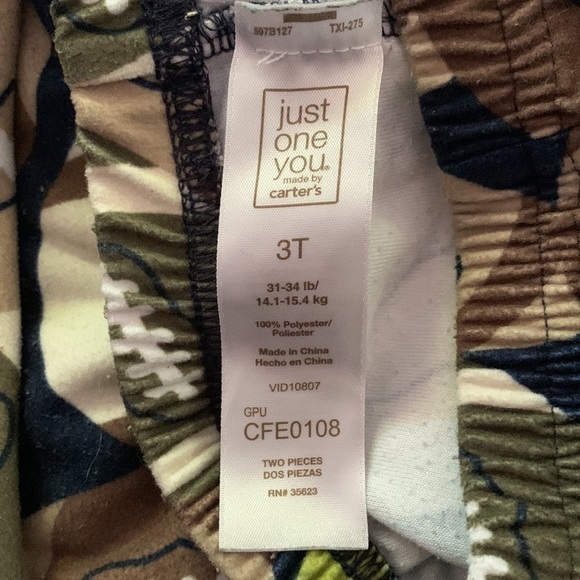 597B127 TXI-275
just
one
you®
made by
carter's
3T
31-34 lb/
14.1-15.4 kg
100% Polyester/
Poliester
Made in China
Hecho en China
VID10807
GPU
CFE0108
TWO PIECES
DOS PIEZAS
RN# 35623